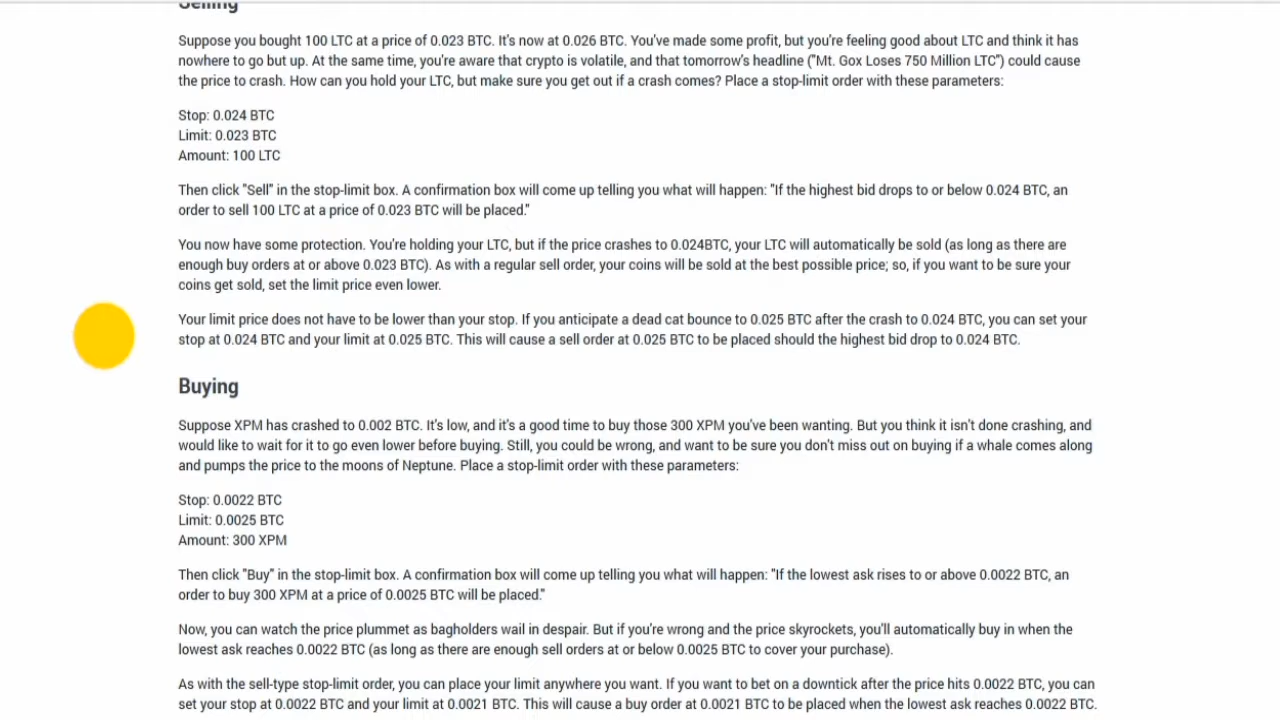 Selling
Suppose you bought 100 LTC at a price of 0.023 BTC. It's now at 0.026 BTC. You've made some profit, but you're feeling good about LTC and think it has
nowhere to go but up. At the same time, you're aware that crypto is volatile, and that tomorrow's headline ("Mt. Gox Loses 750 Million LTC") could cause
the price to crash. How can you hold your LTC, but make sure you get out if a crash comes? Place a stop-limit order with these parameters:
Stop: 0.024 BTC
Limit: 0.023 BTC
Amount: 100 LTC
Then click "Sell" in the stop-limit box. A confirmation box will come up telling you what will happen: "If the highest bid drops to or below 0.024 BTC, an
order to sell 100 LTC at a price of 0.023 BTC will be placed."
You now have some protection. You're holding your LTC, but if the price crashes to 0.024BTC, your LTC will automatically be sold (as long as there are
enough buy orders at or above 0.023 BTC). As with a regular sell order, your coins will be sold at the best possible price; so, if you want to be sure your
coins get sold, set the limit price even lower.
Your limit price does not have to be lower than your stop. If you anticipate a dead cat bounce to 0.025 BTC after the crash to 0.024 BTC, you can set your
stop at 0.024 BTC and your limit at 0.025 BTC. This will cause a sell order at 0.025 BTC to be placed should the highest bid drop to 0.024 BTC.
Buying
Suppose XPM has crashed to 0.002 BTC. It's low, and it's a good time to buy those 300 XPM you've been wanting. But you think it isn't done crashing, and
would like to wait for it to go even lower before buying. Still, you could be wrong, and want to be sure you don't miss out on buying if a whale comes along
and pumps the price to the moons of Neptune. Place a stop-limit order with these parameters:
Stop: 0.0022 BTC
Limit: 0.0025 BTC
Amount: 300 XPM
Then click "Buy" in the stop-limit box. A confirmation box will come up telling you what will happen: "If the lowest ask rises to or above 0.0022 BTC, an
order to buy 300 XPM at a price of 0.0025 BTC will be placed."
Now, you can watch the price plummet as bagholders wail in despair. But if you're wrong and the price skyrockets, you'll automatically buy in when the
lowest ask reaches 0.0022 BTC (as long as there are enough sell orders at or below 0.0025 BTC to cover your purchase).
As with the sell-type stop-limit order, you can place your limit anywhere you want. If you want to bet on a downtick after the price hits 0.0022 BTC, you can
set your stop at 0.0022 BTC and your limit at 0.0021 BTC. This will cause a buy order at 0.0021 BTC to be placed when the lowest ask reaches 0.0022 BTC.